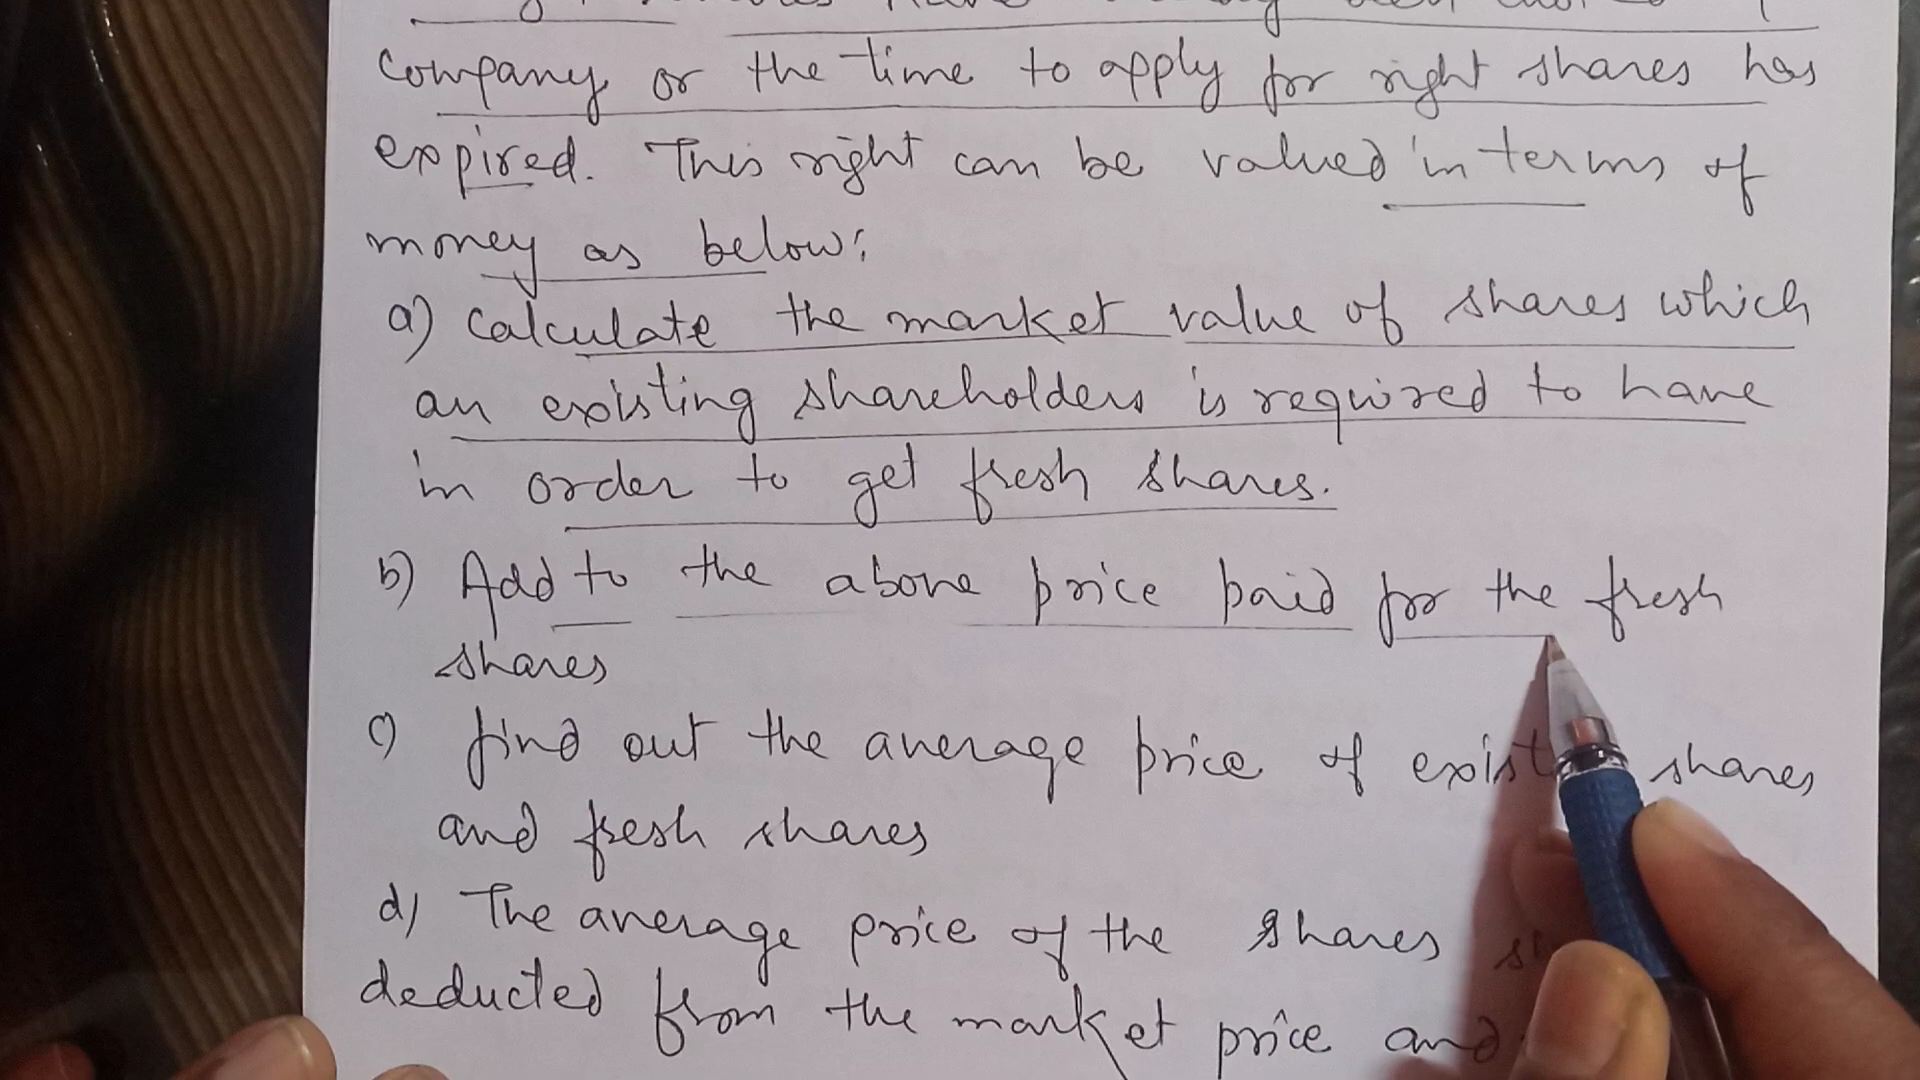 company or the time to apply for right shares has
expired. This right can be valued in terms of
money as below:
a) Calculate the market value of shares which
an existing shareholders is required to have
in order to get fresh shares.
b) Add to the above price paid for the fresh
shares
c) find out the average price of shares
and fresh shares
d) The average price of the shares
deducted from the market price and